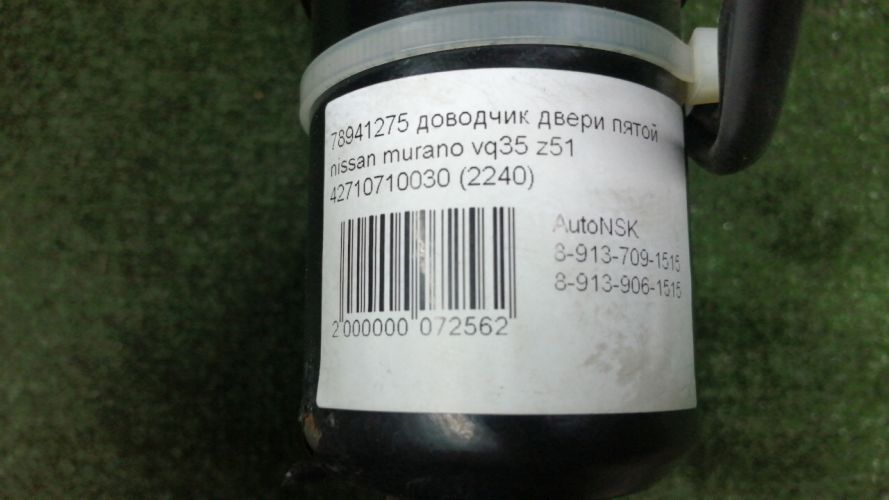 78941275 доводчик двери пятой
nissan murano vq35 z51
42710710030 (2240)
AutoNSK
8-913-709-1515
8-913-906-1515
2 000000 072562